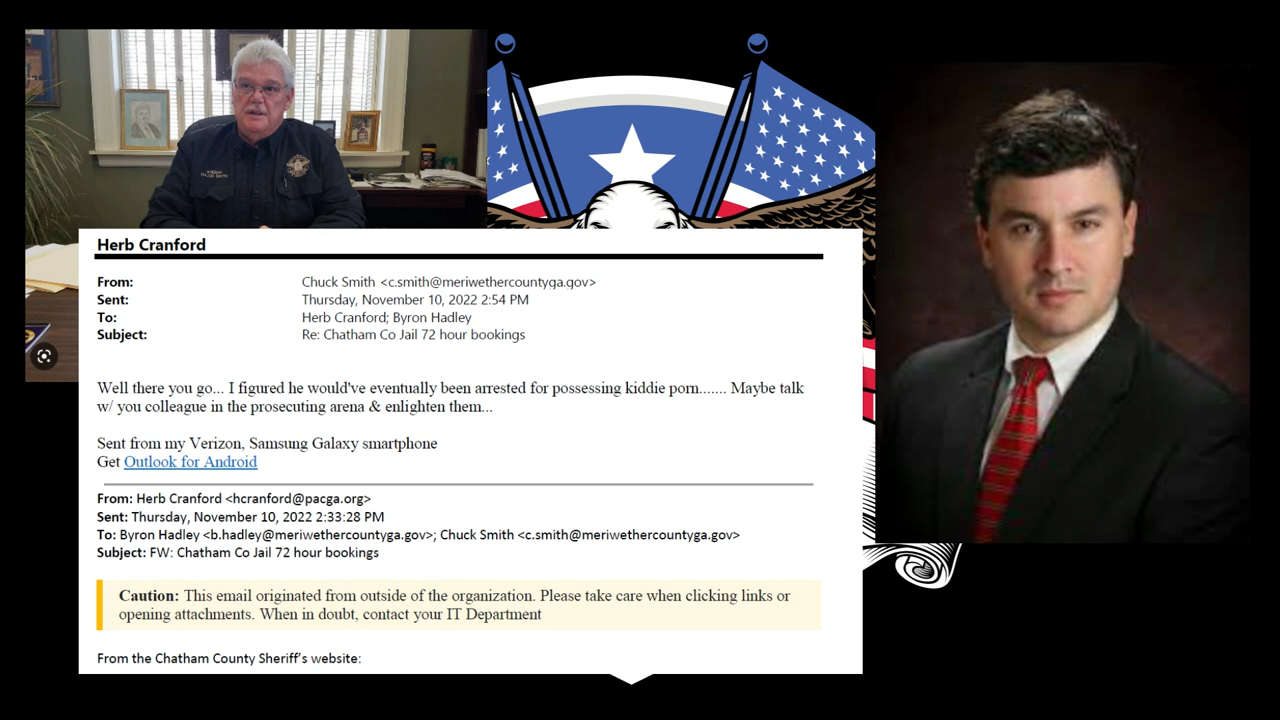 Herb Cranford
From: Chuck Smith <c.smith@meriwethercountyga.gov>
Sent: Thursday, November 10, 2022 2:54 PM
To: Herb Cranford; Byron Hadley
Subject: Re: Chatham Co Jail 72 hour bookings
Well there you go... I figured he would've eventually been arrested for possessing kiddie porn....... Maybe talk
w/ you colleague in the prosecuting arena & enlighten them...
Sent from my Verizon, Samsung Galaxy smartphone
Get Outlook for Android
From: Herb Cranford <hcranford@pacga.org>
Sent: Thursday, November 10, 2022 2:33:28 PM
To: Byron Hadley <b.hadley@meriwethercountyga.gov>; Chuck Smith <c.smith@meriwethercountyga.gov>
Subject: FW: Chatham Co Jail 72 hour bookings
Caution: This email originated from outside of the organization. Please take care when clicking links or
opening attachments. When in doubt, contact your IT Department
From the Chatham County Sheriff's website: